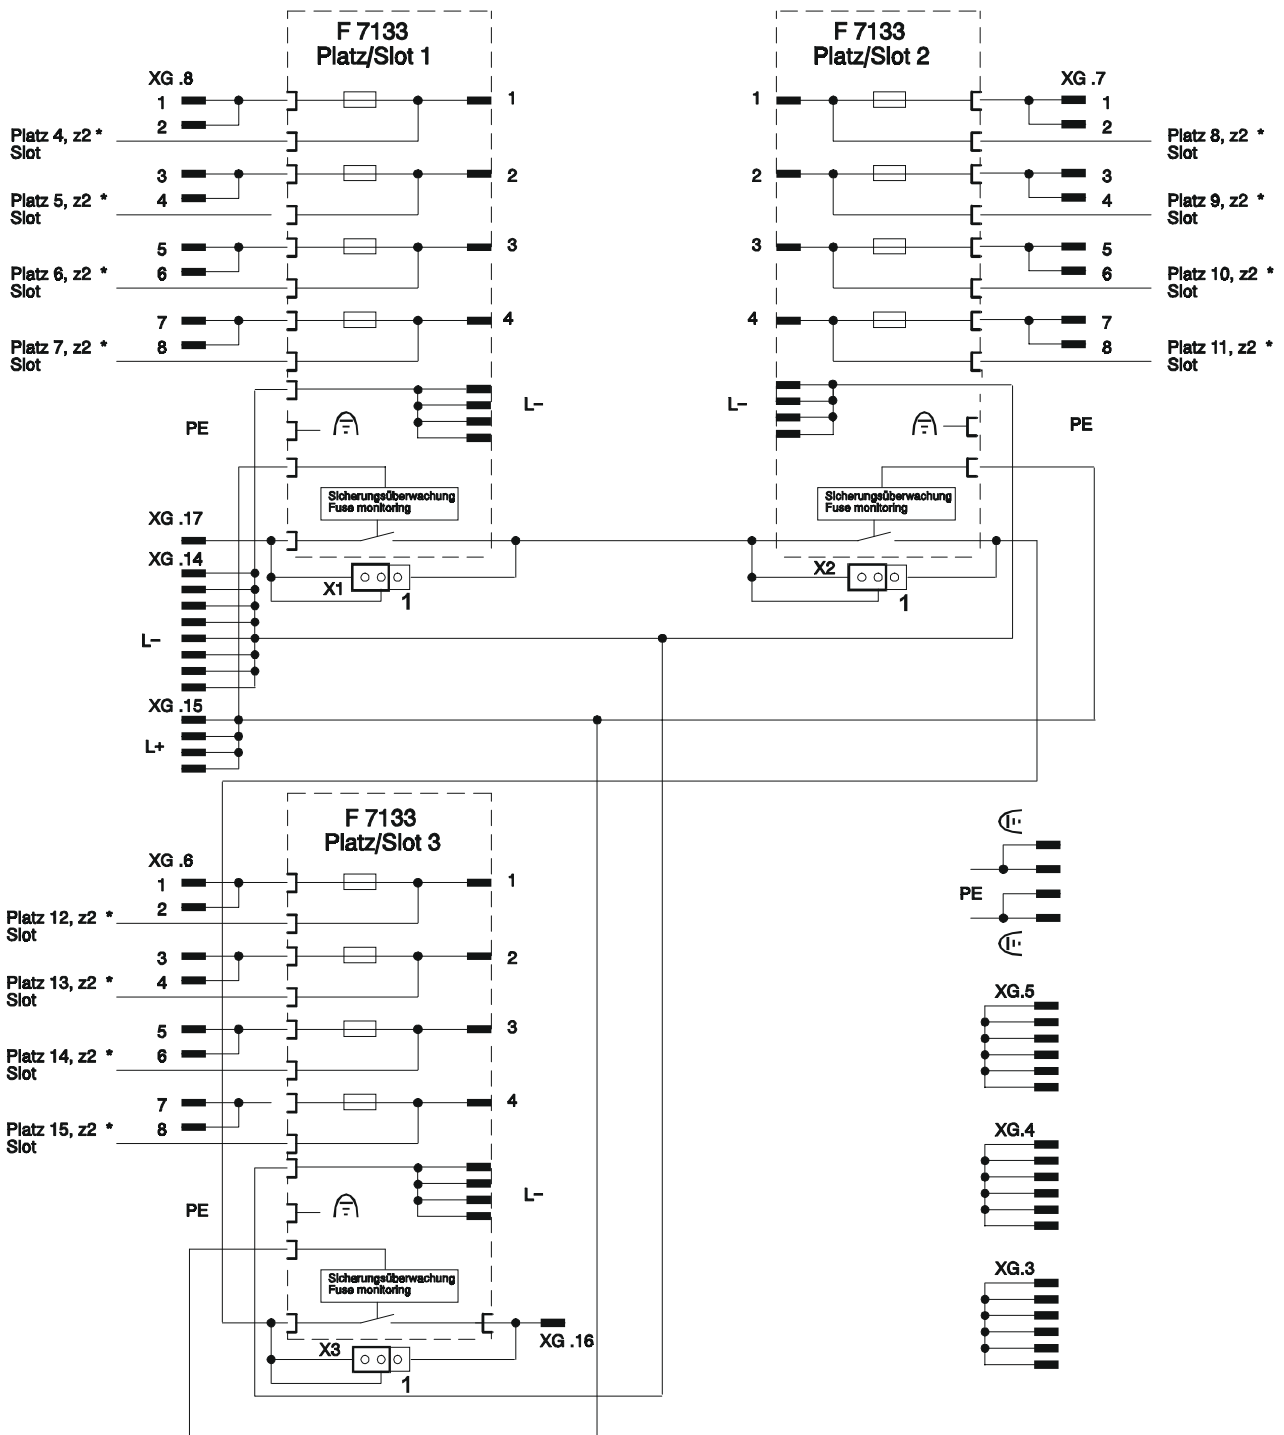 F 7133
Platz/Slot 1
XG .8
1
1
2
Platz 4, z2 *
Slot
3
2
4
Platz 5, z2 *
Slot
5
3
6
Platz 6, z2 *
Slot
7
4
8
Platz 7, z2 *
Slot
L–
PE
Sicherungsüberwachung
Fuse monitoring
XG .17
XG .14
X1
1
L–
XG .15
L+
F 7133
Platz/Slot 2
XG .7
1
1
2
Platz 8, z2 *
Slot
2
3
4
Platz 9, z2 *
Slot
3
5
6
Platz 10, z2 *
Slot
4
7
8
Platz 11, z2 *
Slot
L–
PE
Sicherungsüberwachung
Fuse monitoring
X2
1
F 7133
Platz/Slot 3
XG .6
1
1
2
Platz 12, z2 *
Slot
3
2
4
Platz 13, z2 *
Slot
5
3
6
Platz 14, z2 *
Slot
7
4
8
Platz 15, z2 *
Slot
L–
PE
Sicherungsüberwachung
Fuse monitoring
X3
XG .16
1
PE
XG.5
XG.4
XG.3